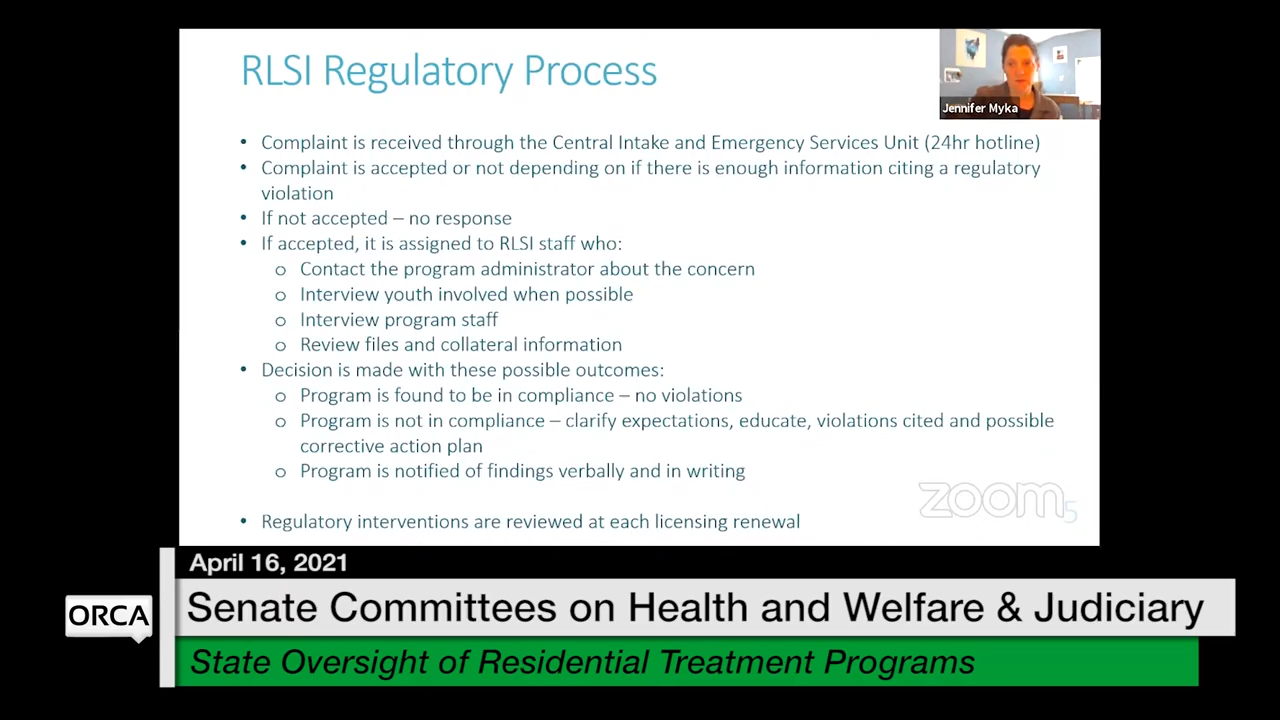 RLSI Regulatory Process
Jennifer Myka
• Complaint is received through the Central Intake and Emergency Services Unit (24hr hotline)
• Complaint is accepted or not depending on if there is enough information citing a regulatory
violation
• If not accepted – no response
• If accepted, it is assigned to RLSI staff who:
o Contact the program administrator about the concern
o Interview youth involved when possible
o Interview program staff
o Review files and collateral information
• Decision is made with these possible outcomes:
o Program is found to be in compliance – no violations
o Program is not in compliance – clarify expectations, educate, violations cited and possible
corrective action plan
o Program is notified of findings verbally and in writing
• Regulatory interventions are reviewed at each licensing renewal
zoom
5
April 16, 2021
ORCA
Senate Committees on Health and Welfare & Judiciary
State Oversight of Residential Treatment Programs